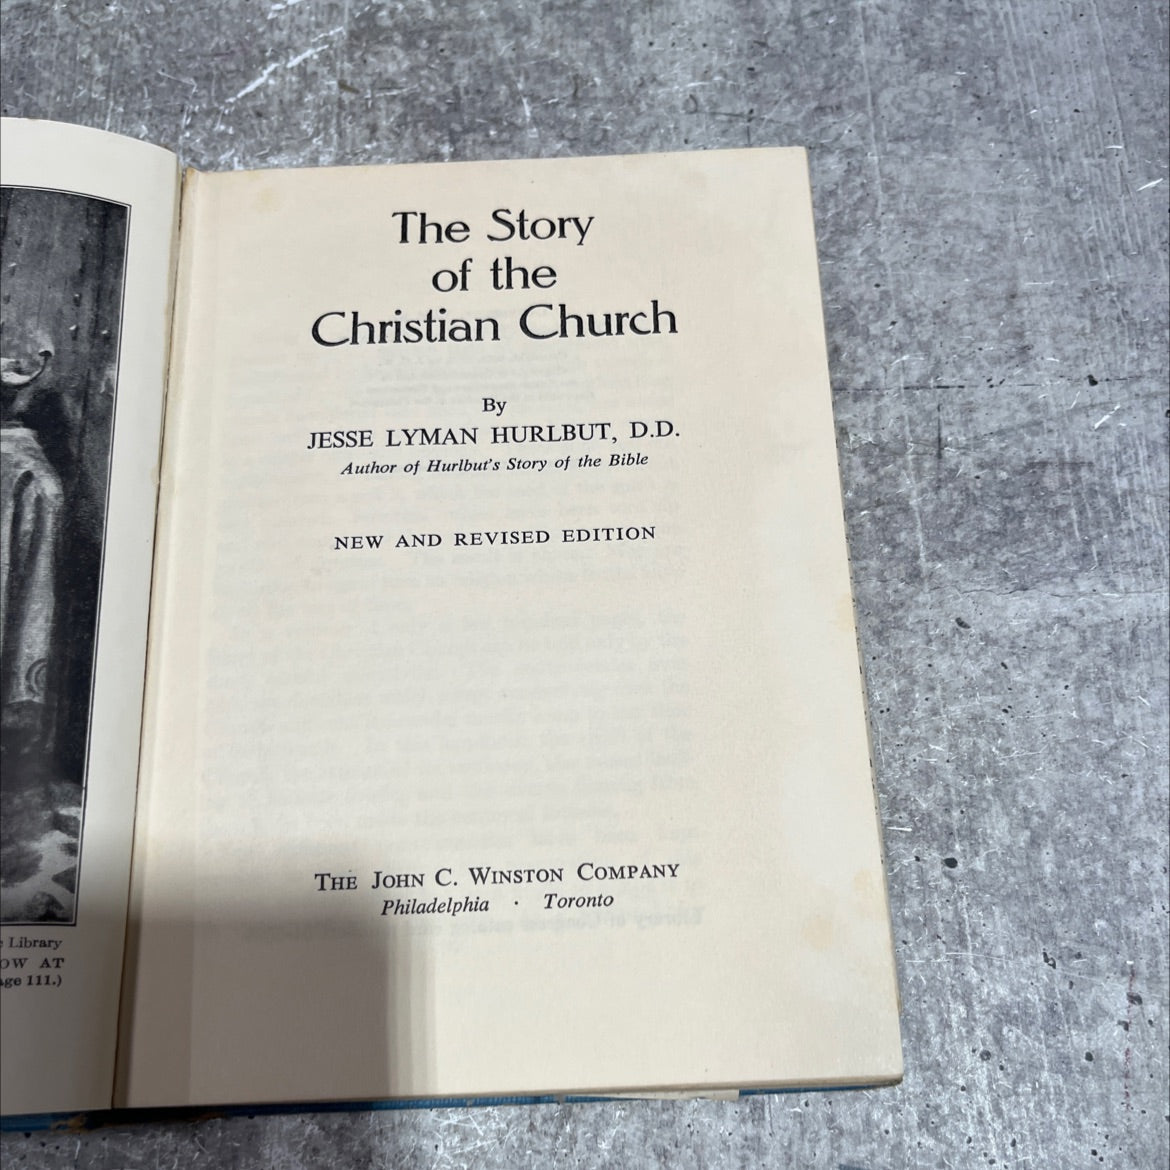 The Story
of the
Christian Church
By
JESSE LYMAN HURLBUT, D.D.
Author of Hurlbut's Story of the Bible
NEW AND REVISED EDITION
THE JOHN C. WINSTON COMPANY
Philadelphia · Toronto
Library
OW AT
age 111.)